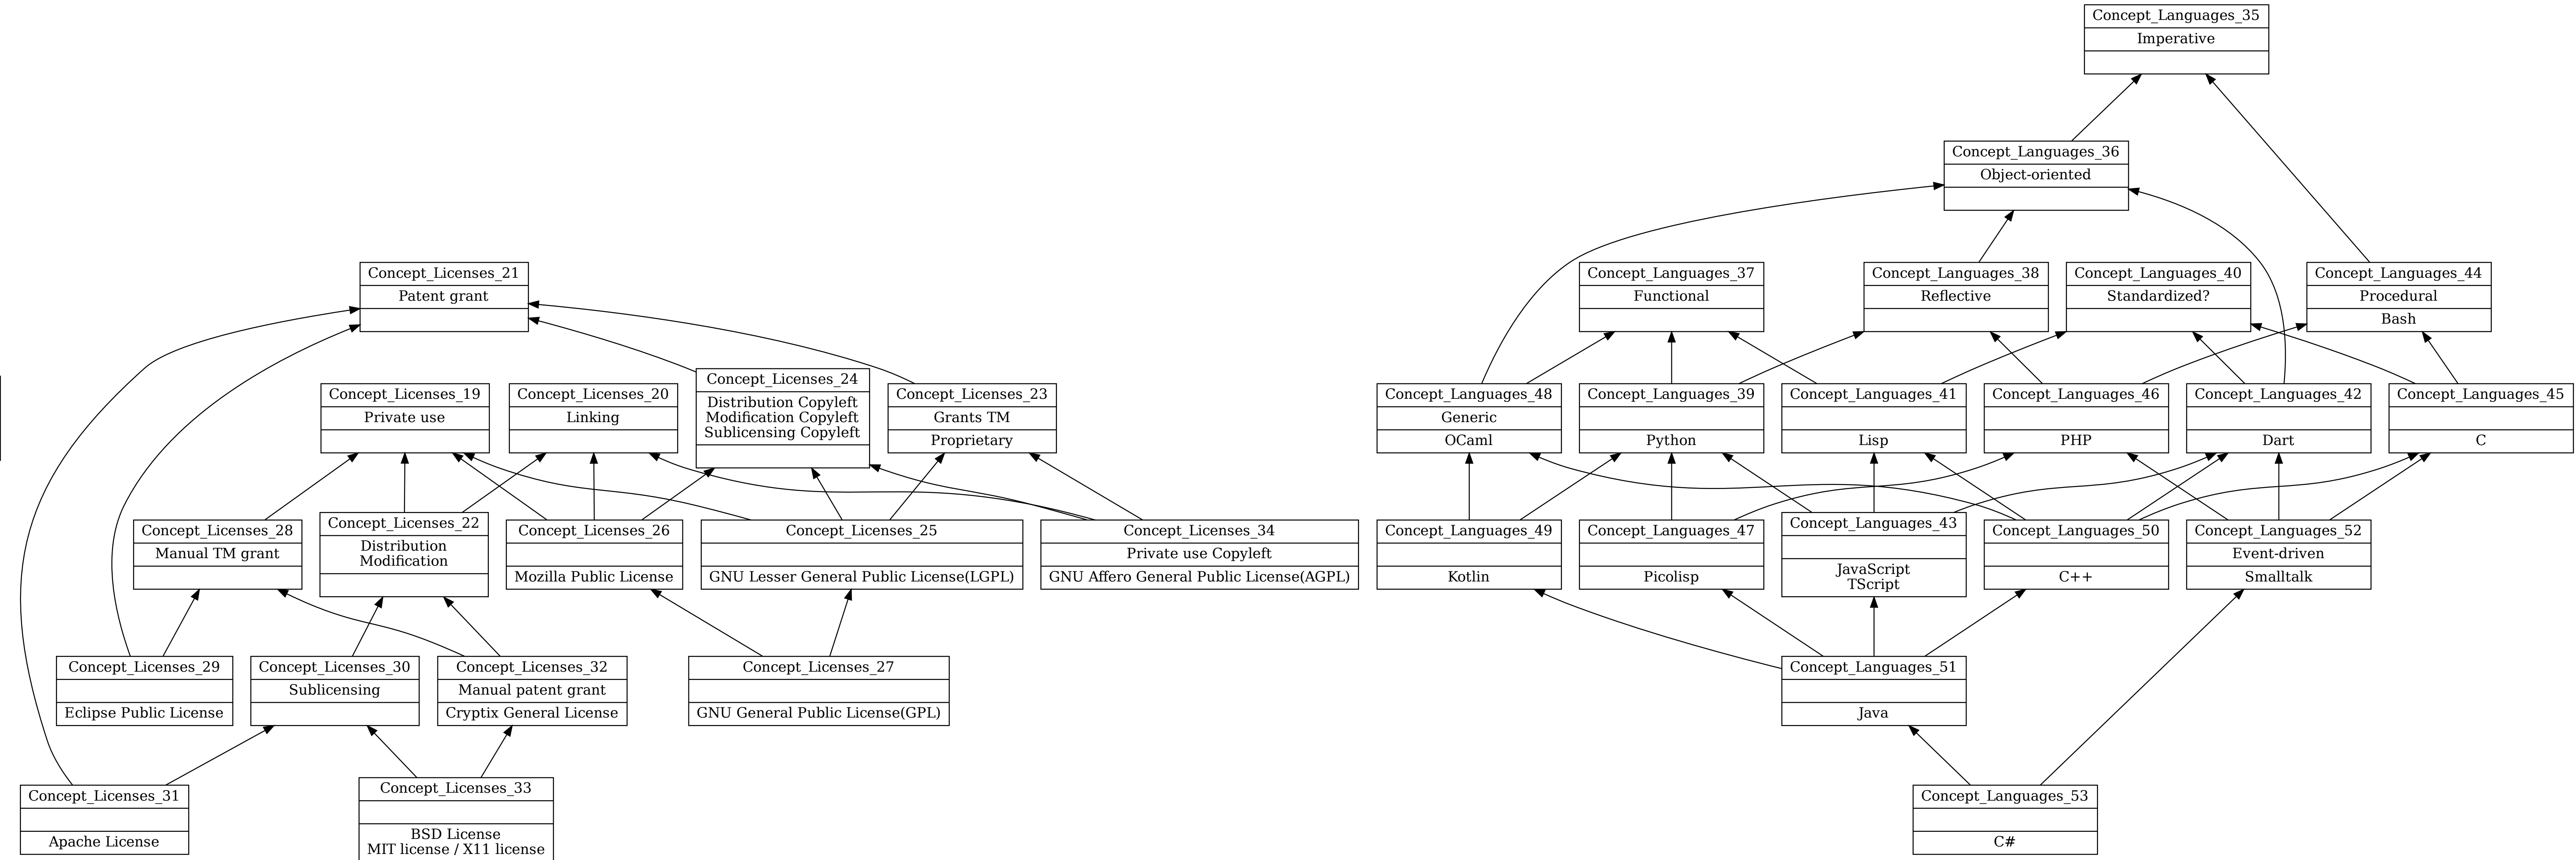 Concept_Languages_35
Imperative
Concept_Languages_36
Object-oriented
Concept_Licenses_21
Patent grant
Concept_Languages_37
Functional
Concept_Languages_38
Reflective
Concept_Languages_40
Standardized?
Concept_Languages_44
Procedural
Bash
Concept_Licenses_19
Private use
Concept_Licenses_20
Linking
Concept_Licenses_24
Distribution Copyleft
Modification Copyleft
Sublicensing Copyleft
Concept_Licenses_23
Grants TM
Proprietary
Concept_Languages_48
Generic
OCaml
Concept_Languages_39
Python
Concept_Languages_41
Lisp
Concept_Languages_46
PHP
Concept_Languages_42
Dart
Concept_Languages_45
C
Concept_Licenses_28
Manual TM grant
Concept_Licenses_22
Distribution
Modification
Concept_Licenses_26
Mozilla Public License
Concept_Licenses_25
GNU Lesser General Public License(LGPL)
Concept_Licenses_34
Private use Copyleft
GNU Affero General Public License(AGPL)
Concept_Languages_49
Kotlin
Concept_Languages_47
Picolisp
Concept_Languages_43
JavaScript
TScript
Concept_Languages_50
C++
Concept_Languages_52
Event-driven
Smalltalk
Concept_Licenses_29
Eclipse Public License
Concept_Licenses_30
Sublicensing
Concept_Licenses_32
Manual patent grant
Cryptix General License
Concept_Licenses_27
GNU General Public License(GPL)
Concept_Languages_51
Java
Concept_Licenses_31
Apache License
Concept_Licenses_33
BSD License
MIT license / X11 license
Concept_Languages_53
C#